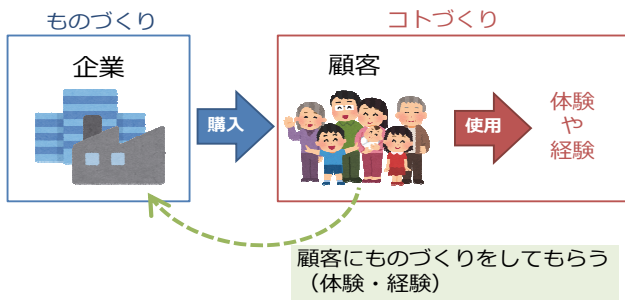 ものづくり
コトづくり
企業
顧客
購入
使用
体験
や
経験
顧客にものづくりをしてもらう
（体験・経験）